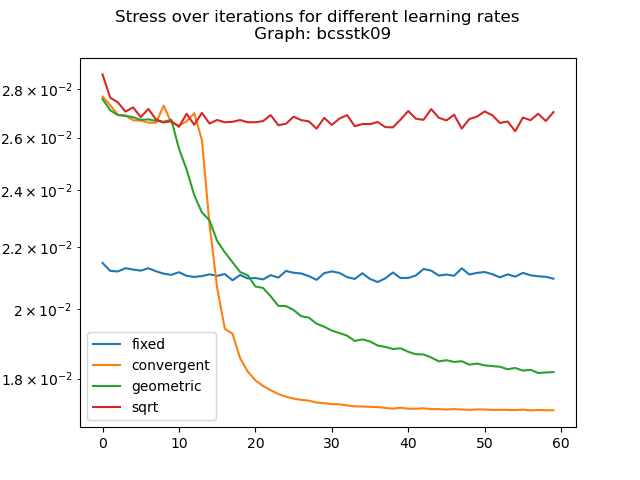 Stress over iterations for different learning rates
Graph: bcsstk09
2.8 × 10⁻²
2.6 × 10⁻²
2.4 × 10⁻²
2.2 × 10⁻²
2 × 10⁻²
1.8 × 10⁻²
fixed
convergent
geometric
sqrt
0 10 20 30 40 50 60